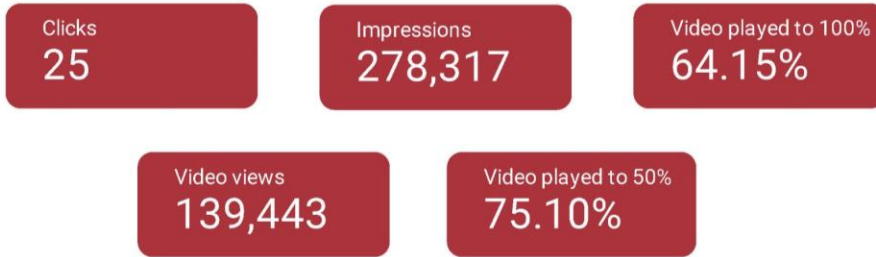 Clicks
25
Impressions
278,317
Video played to 100%
64.15%
Video views
139,443
Video played to 50%
75.10%